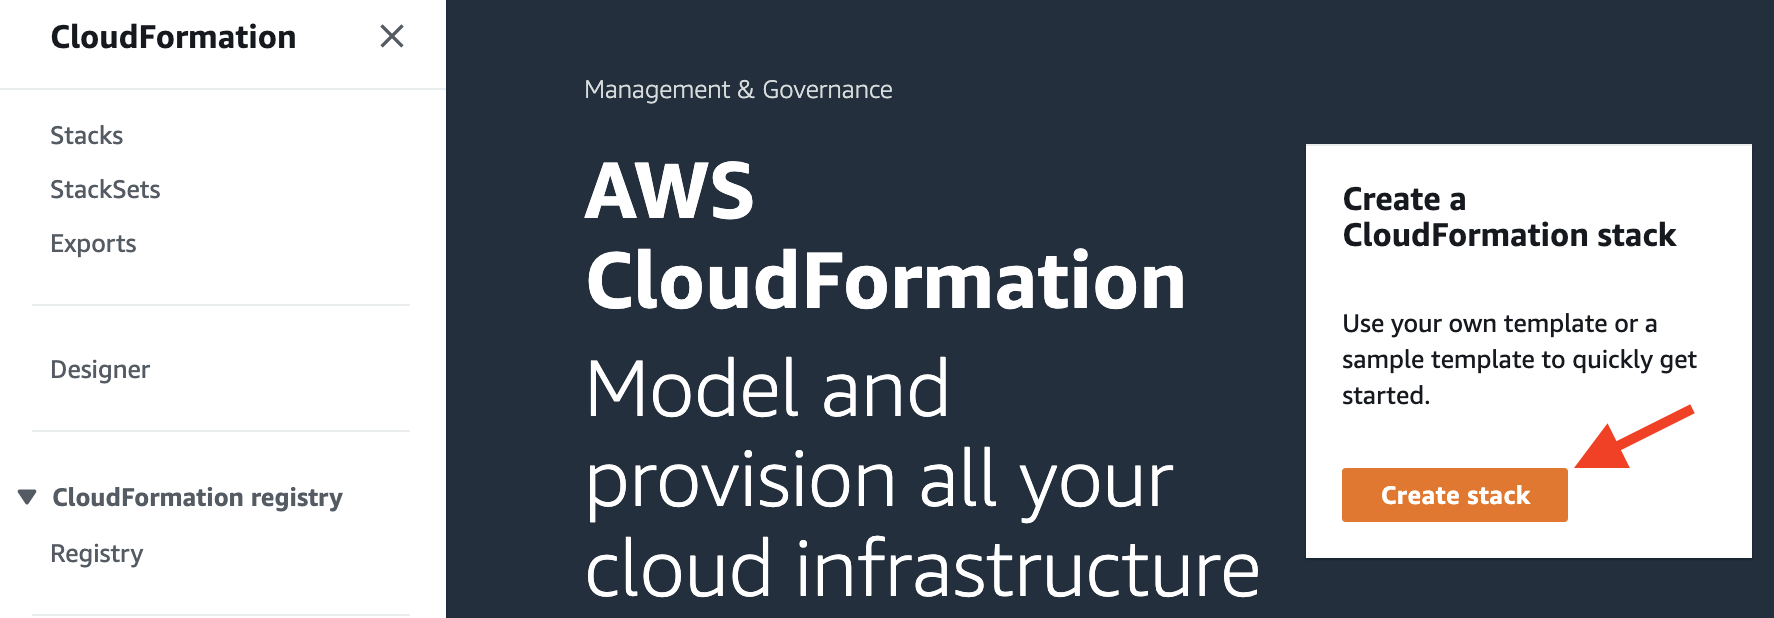 CloudFormation
Stacks
StackSets
Exports
Designer
CloudFormation registry
Registry
Management & Governance
AWS
CloudFormation
Model and
provision all your
cloud infrastructure
Create a
CloudFormation stack
Use your own template or a
sample template to quickly get
started.
Create stack